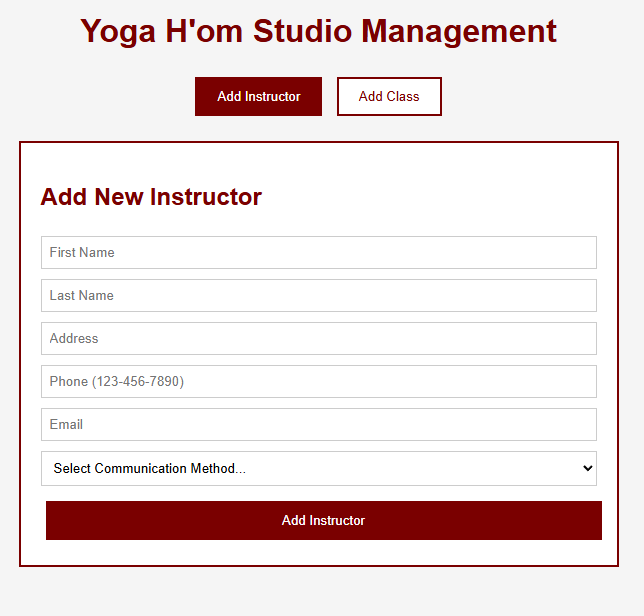 Yoga H'om Studio Management
Add Instructor
Add Class
Add New Instructor
First Name
Last Name
Address
Phone (123-456-7890)
Email
Select Communication Method...
Add Instructor